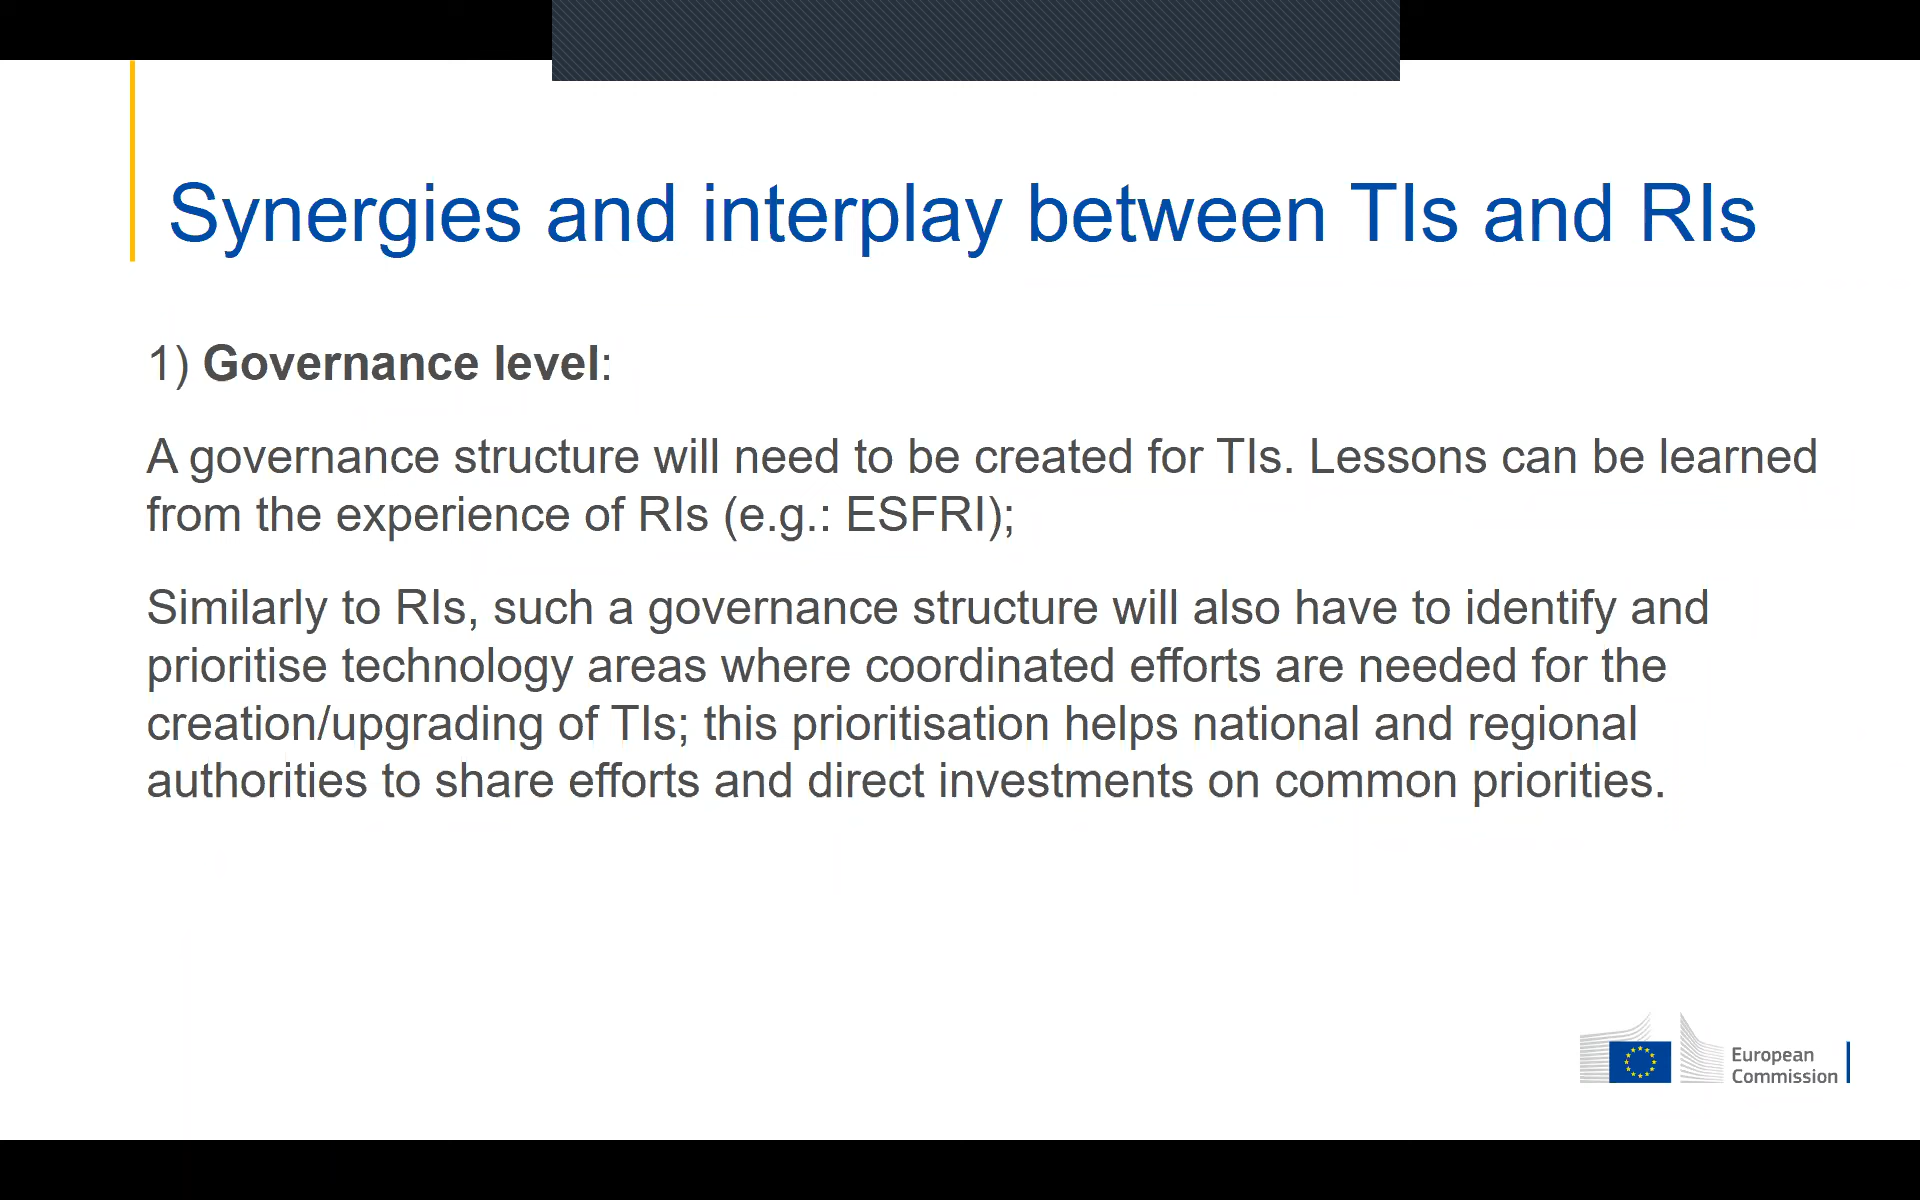 Synergies and interplay between TIs and RIs
1) Governance level:
A governance structure will need to be created for TIs. Lessons can be learned
from the experience of RIs (e.g.: ESFRI);
Similarly to RIs, such a governance structure will also have to identify and
prioritise technology areas where coordinated efforts are needed for the
creation/upgrading of TIs; this prioritisation helps national and regional
authorities to share efforts and direct investments on common priorities.
European
Commission